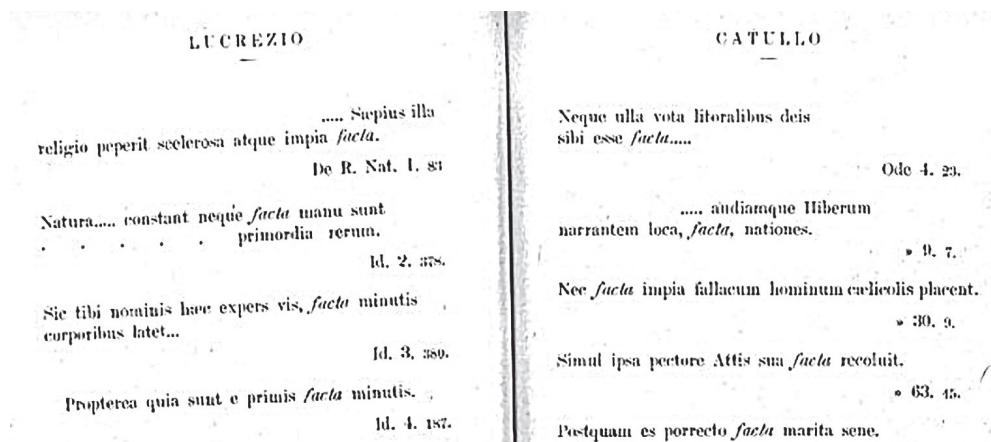 LUCREZIO
..... Sæpius illa
religio peperit scelerosa atque impia facta.
De R. Nat. I. 83
Natura..... constant neque facta manu sunt
. . . . . primordia rerum.
Id. 2. 378.
Sic tibi nominis hæc expers vis, facta minutis
corporibus latet...
Id. 3. 380.
Propterea quia sunt e primis facta minutis.
Id. 4. 187.
CATULLO
Neque ulla vota litoralibus deis
sibi esse facta.....
Ode 4. 23.
..... audiamque Hiberum
narrantem loca, facta, nationes.
» 9. 7.
Nec facta impia fallacum hominum cælicolis placent.
» 30. 9.
Simul ipsa pectore Attis sua facta recoluit.
» 63. 45.
Postquam es porrecto facta marita sene.